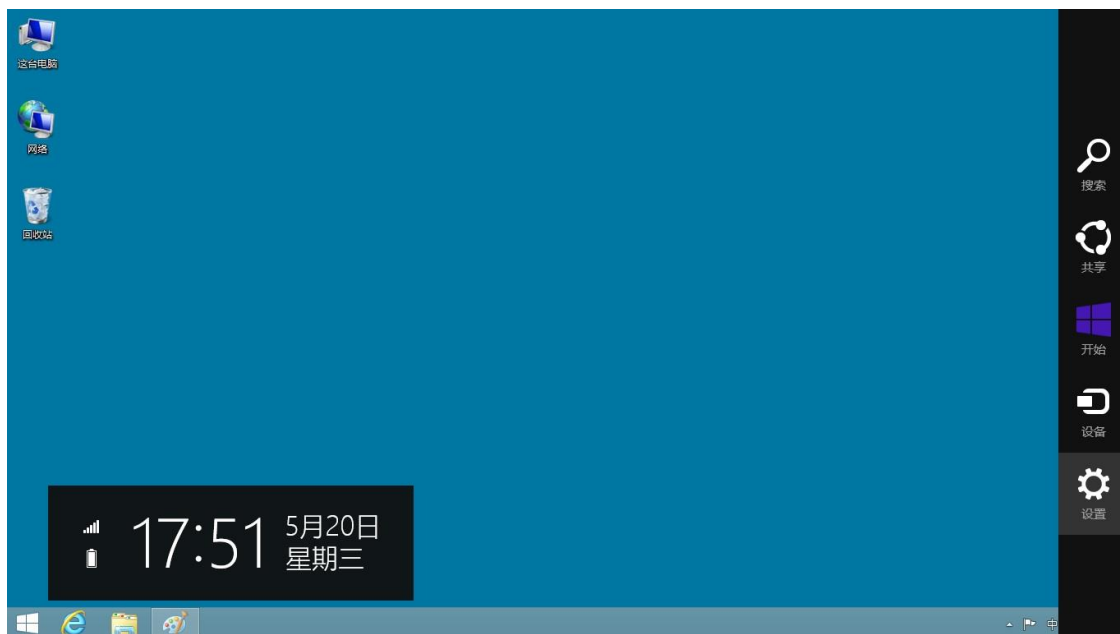 这台电脑
网络
回收站
搜索
共享
开始
设备
设置
17:51
5月20日
星期三
中